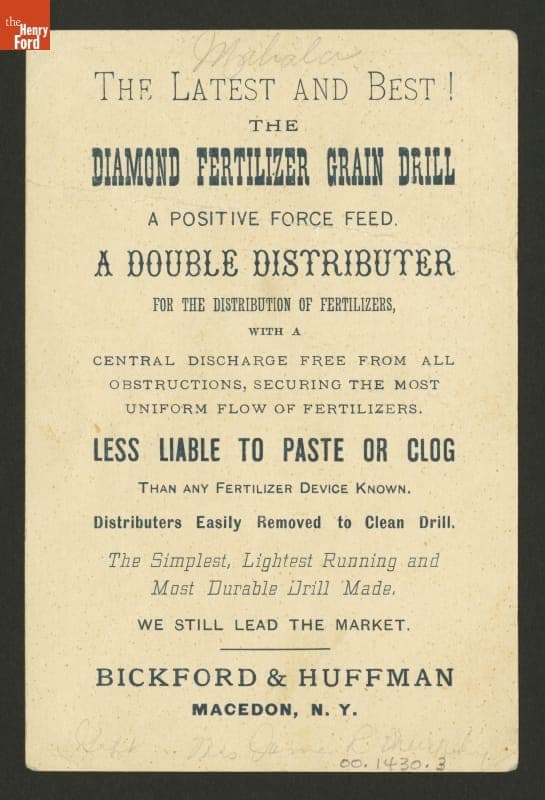 the
Henry
Ford
THE LATEST AND BEST!
THE
DIAMOND FERTILIZER GRAIN DRILL
A POSITIVE FORCE FEED.
A DOUBLE DISTRIBUTER
FOR THE DISTRIBUTION OF FERTILIZERS,
WITH A
CENTRAL DISCHARGE FREE FROM ALL
OBSTRUCTIONS, SECURING THE MOST
UNIFORM FLOW OF FERTILIZERS.
LESS LIABLE TO PASTE OR CLOG
THAN ANY FERTILIZER DEVICE KNOWN.
Distributers Easily Removed to Clean Drill.
The Simplest, Lightest Running and
Most Durable Drill Made.
WE STILL LEAD THE MARKET.
BICKFORD & HUFFMAN
MACEDON, N. Y.
Mrs
00.1430.3